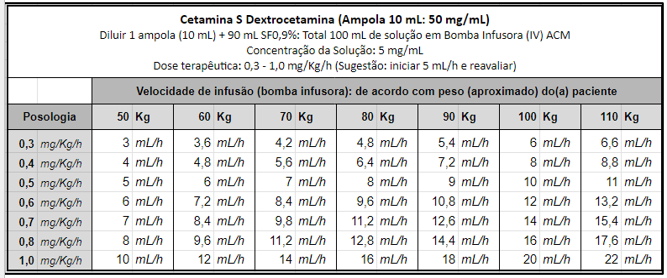 Cetamina S Dextrocetamina (Ampola 10 mL: 50 mg/mL)
Diluir 1 ampola (10 mL) + 90 mL SF0,9%: Total 100 mL de solução em Bomba Infusora (IV) ACM
Concentração da Solução: 5 mg/mL
Dose terapêutica: 0,3 - 1,0 mg/Kg/h (Sugestão: iniciar 5 mL/h e reavaliar)
Velocidade de infusão (bomba infusora): de acordo com peso (aproximado) do(a) paciente
Posologia 50 Kg 60 Kg 70 Kg 80 Kg 90 Kg 100 Kg 110 Kg
0,3 mg/Kg/h 3 mL/h 3,6 mL/h 4,2 mL/h 4,8 mL/h 5,4 mL/h 6 mL/h 6,6 mL/h
0,4 mg/Kg/h 4 mL/h 4,8 mL/h 5,6 mL/h 6,4 mL/h 7,2 mL/h 8 mL/h 8,8 mL/h
0,5 mg/Kg/h 5 mL/h 6 mL/h 7 mL/h 8 mL/h 9 mL/h 10 mL/h 11 mL/h
0,6 mg/Kg/h 6 mL/h 7,2 mL/h 8,4 mL/h 9,6 mL/h 10,8 mL/h 12 mL/h 13,2 mL/h
0,7 mg/Kg/h 7 mL/h 8,4 mL/h 9,8 mL/h 11,2 mL/h 12,6 mL/h 14 mL/h 15,4 mL/h
0,8 mg/Kg/h 8 mL/h 9,6 mL/h 11,2 mL/h 12,8 mL/h 14,4 mL/h 16 mL/h 17,6 mL/h
1,0 mg/Kg/h 10 mL/h 12 mL/h 14 mL/h 16 mL/h 18 mL/h 20 mL/h 22 mL/h